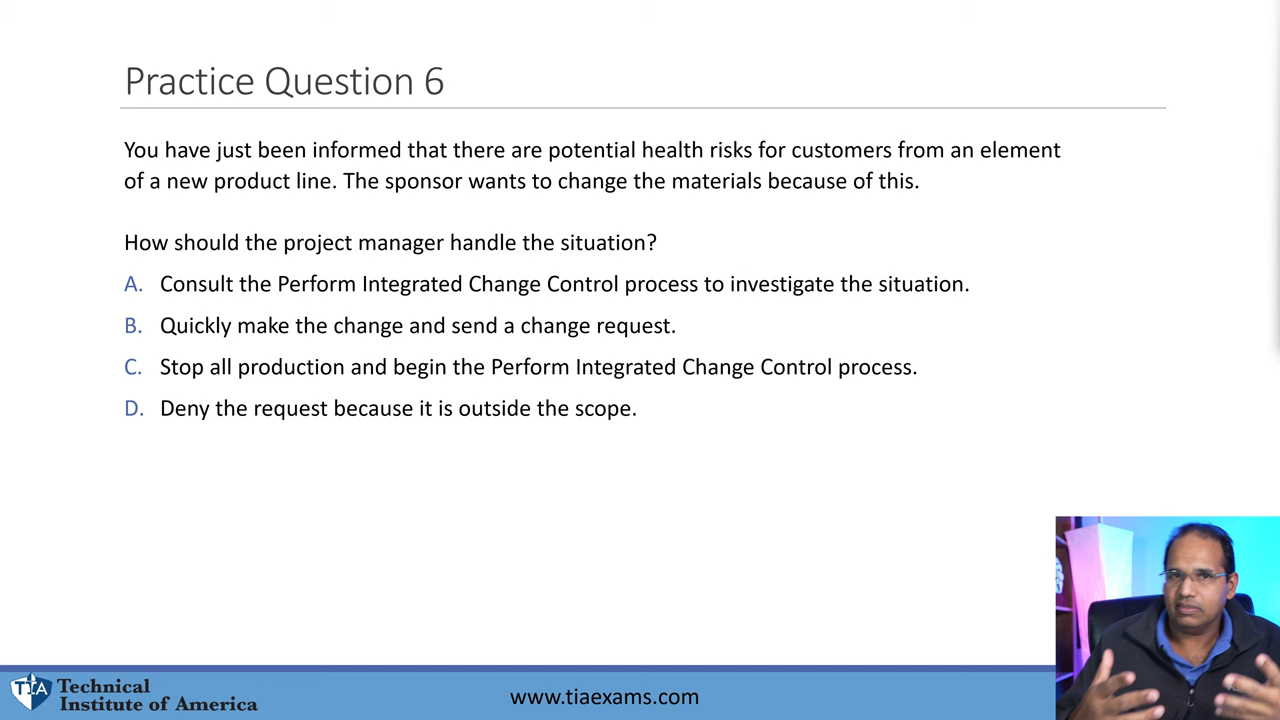 Practice Question 6
You have just been informed that there are potential health risks for customers from an element
of a new product line. The sponsor wants to change the materials because of this.
How should the project manager handle the situation?
A. Consult the Perform Integrated Change Control process to investigate the situation.
B. Quickly make the change and send a change request.
C. Stop all production and begin the Perform Integrated Change Control process.
D. Deny the request because it is outside the scope.
TIA
Technical
Institute of America
www.tiaexams.com